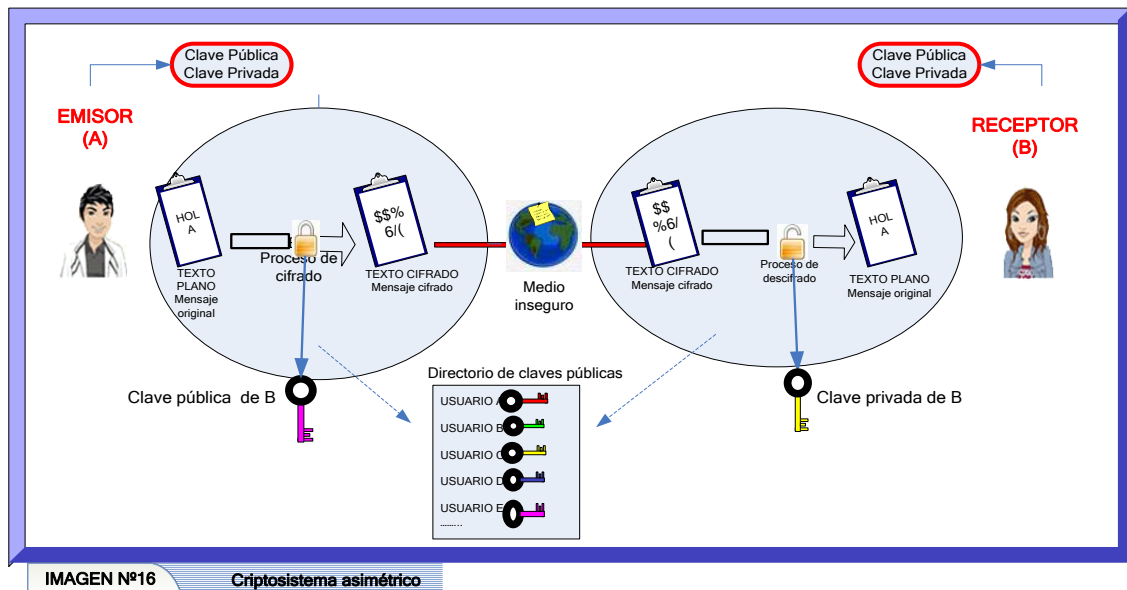 Clave Pública
Clave Privada
Clave Pública
Clave Privada
EMISOR
(A)
RECEPTOR
(B)
HOL
A
$$%
6/(
$$
%6/
(
HOL
A
Proceso de
cifrado
TEXTO
PLANO
Mensaje
original
TEXTO CIFRADO
Mensaje cifrado
Medio
inseguro
TEXTO CIFRADO
Mensaje cifrado
Proceso de
descifrado
TEXTO PLANO
Mensaje original
Clave pública de B
Directorio de claves públicas
Clave privada de B
USUARIO A
USUARIO B
USUARIO C
USUARIO D
USUARIO E
.........
IMAGEN Nº16
Criptosistema asimétrico